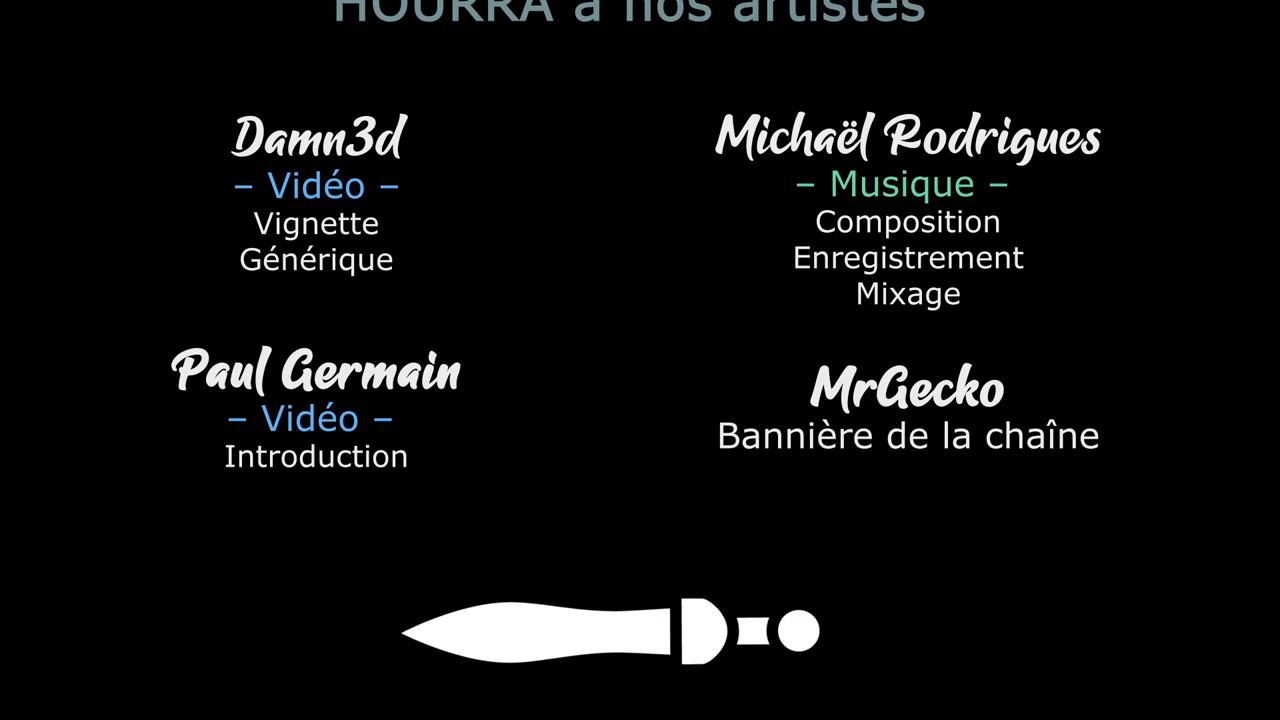 HOURRA à nos artistes
Damn3d
– Vidéo –
Vignette
Générique
Michaël Rodrigues
– Musique –
Composition
Enregistrement
Mixage
Paul Germain
– Vidéo –
Introduction
MrGecko
Bannière de la chaîne